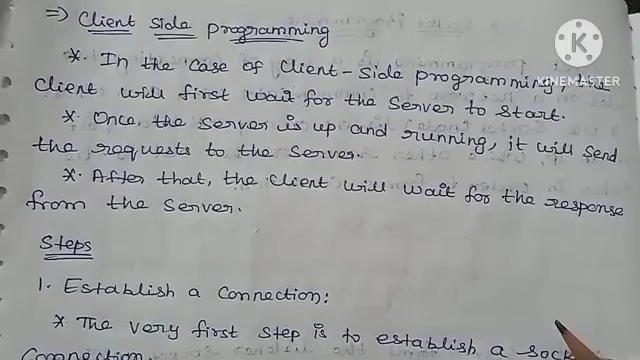 => Client side programming
*. In the case of Client-side programming, the
client will first wait for the server to start.
*. Once, the server is up and running, it will send
the requests to the server.
*. After that, the client will wait for the response
from the server.
Steps
1. Establish a connection:
* The very first step is to establish a sock
connection.
K
KINEMASTER